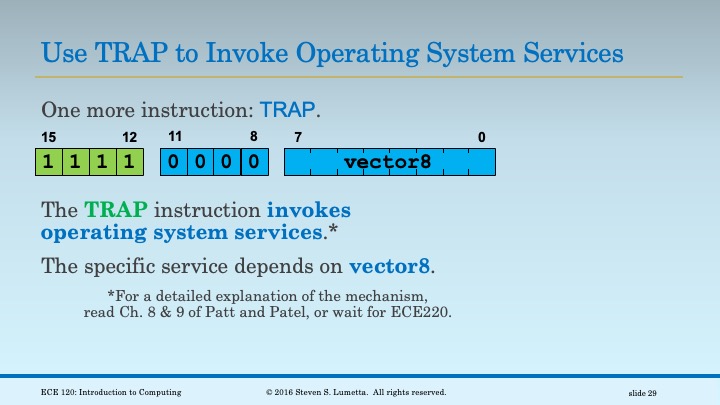 Use TRAP to Invoke Operating System Services
One more instruction: TRAP.
15 12 11 8 7 0
1 1 1 1 0 0 0 0 vector8
The TRAP instruction invokes
operating system services.*
The specific service depends on vector8.
*For a detailed explanation of the mechanism,
read Ch. 8 & 9 of Patt and Patel, or wait for ECE220.
ECE 120: Introduction to Computing © 2016 Steven S. Lumetta. All rights reserved. slide 29